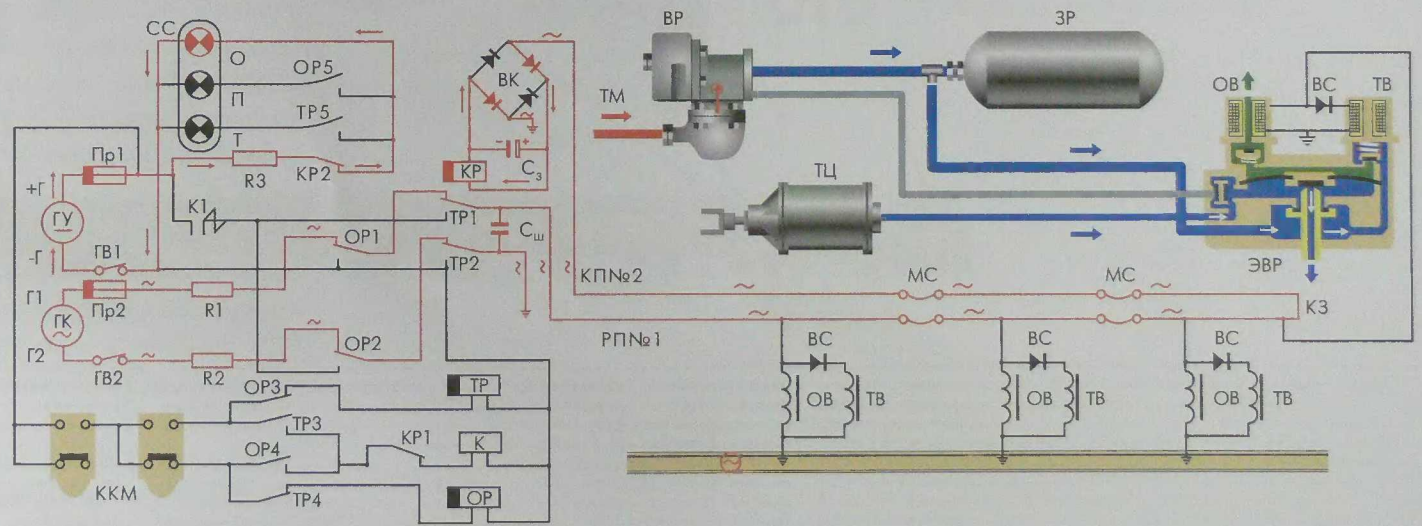 СС
О
П
Т
ОР5
ТР5
ВК
КР
Сз
Пр1
R3
КР2
+Г
ГУ
-Г
К1
ГВ1
ОР1
ТР1
Сш
ТР2
Г1
ГК
~
Г2
Пр2
R1
ГВ2
R2
ОР2
ОР3
ТР3
ОР4
ТР4
КР1
ТР
К
ОР
ККМ
ВР
ТМ
ЗР
ТЦ
ОВ
ВС
ТВ
ЭВР
КП№2
РП№1
МС
МС
КЗ
ВС
ОВ
ТВ
ВС
ОВ
ТВ
ВС
ОВ
ТВ